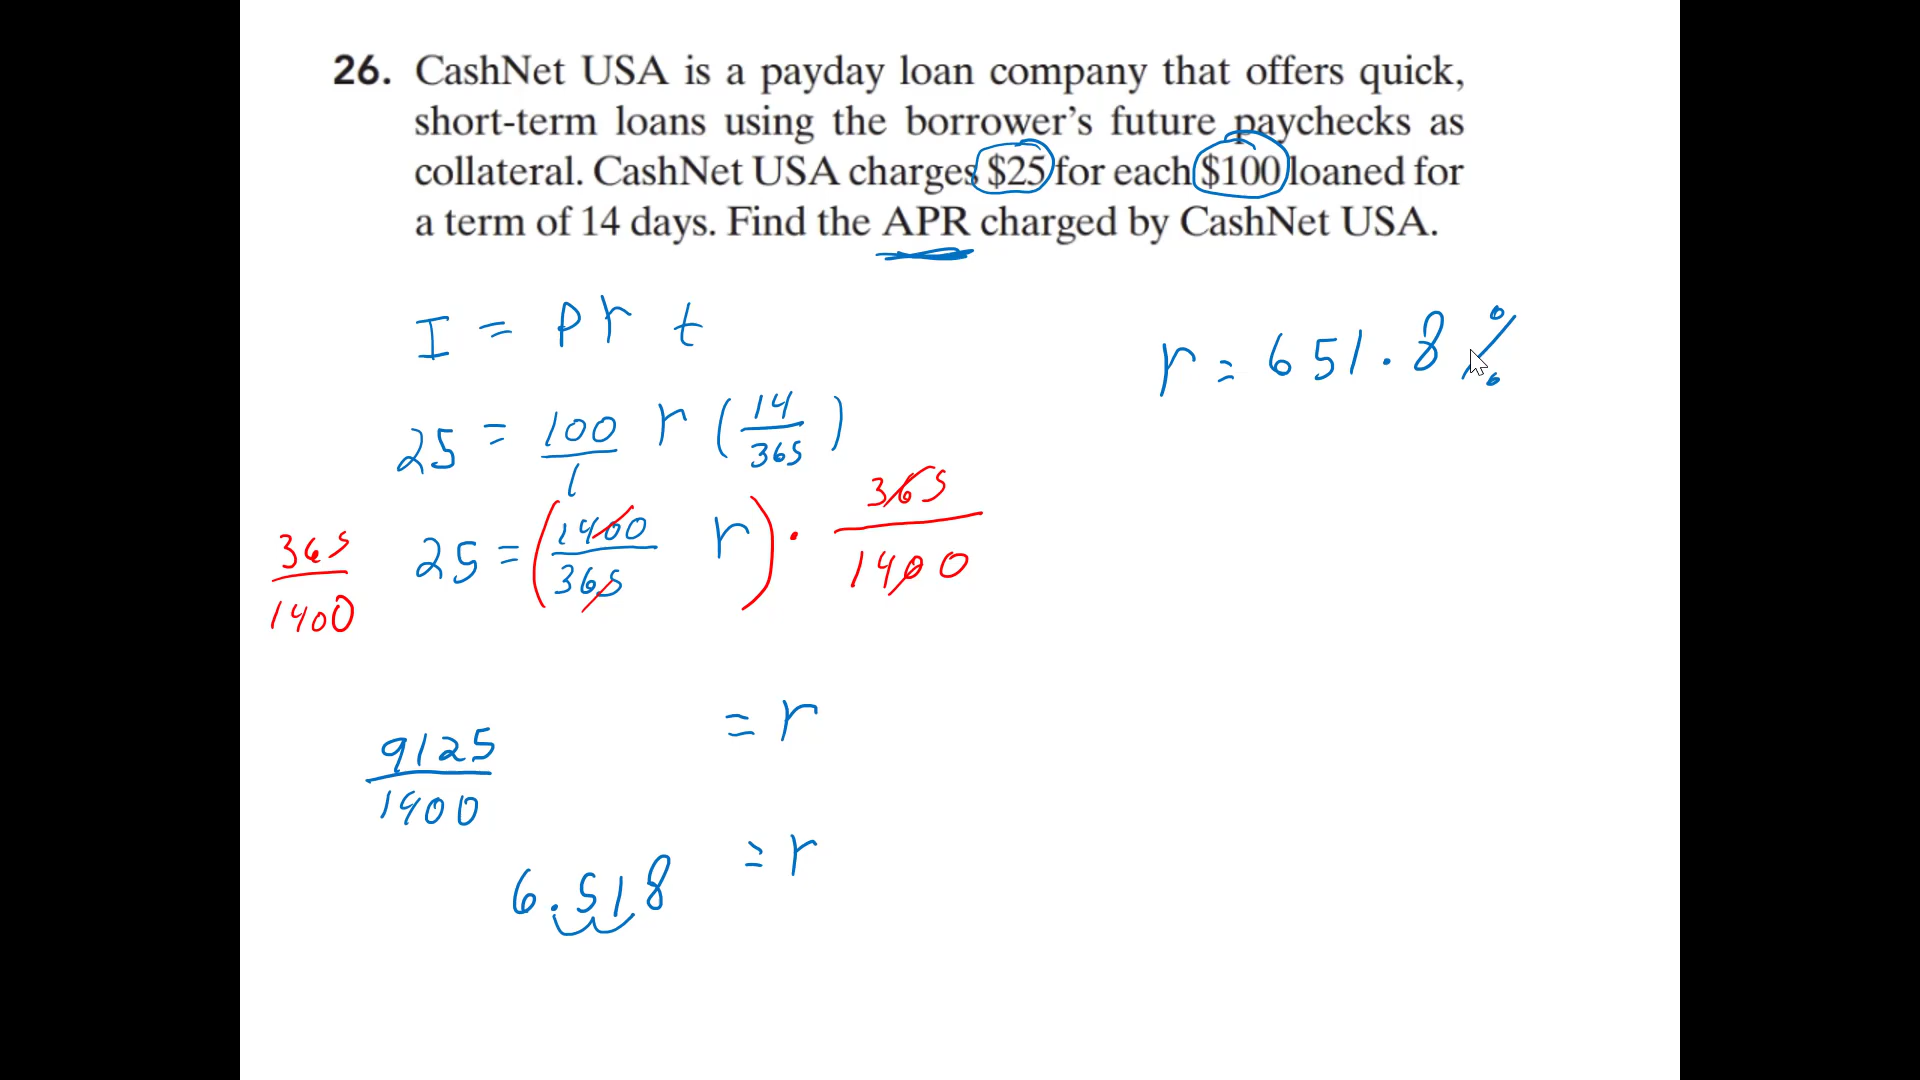 26. CashNet USA is a payday loan company that offers quick,
short-term loans using the borrower's future paychecks as
collateral. CashNet USA charges $25 for each $100 loaned for
a term of 14 days. Find the APR charged by CashNet USA.
I = P r t
r = 651.8%
25 = 100/1 r (14/365)
365/1400 25 = (1400/365 r) · 365/1400
9125/1400 = r
6.518 = r